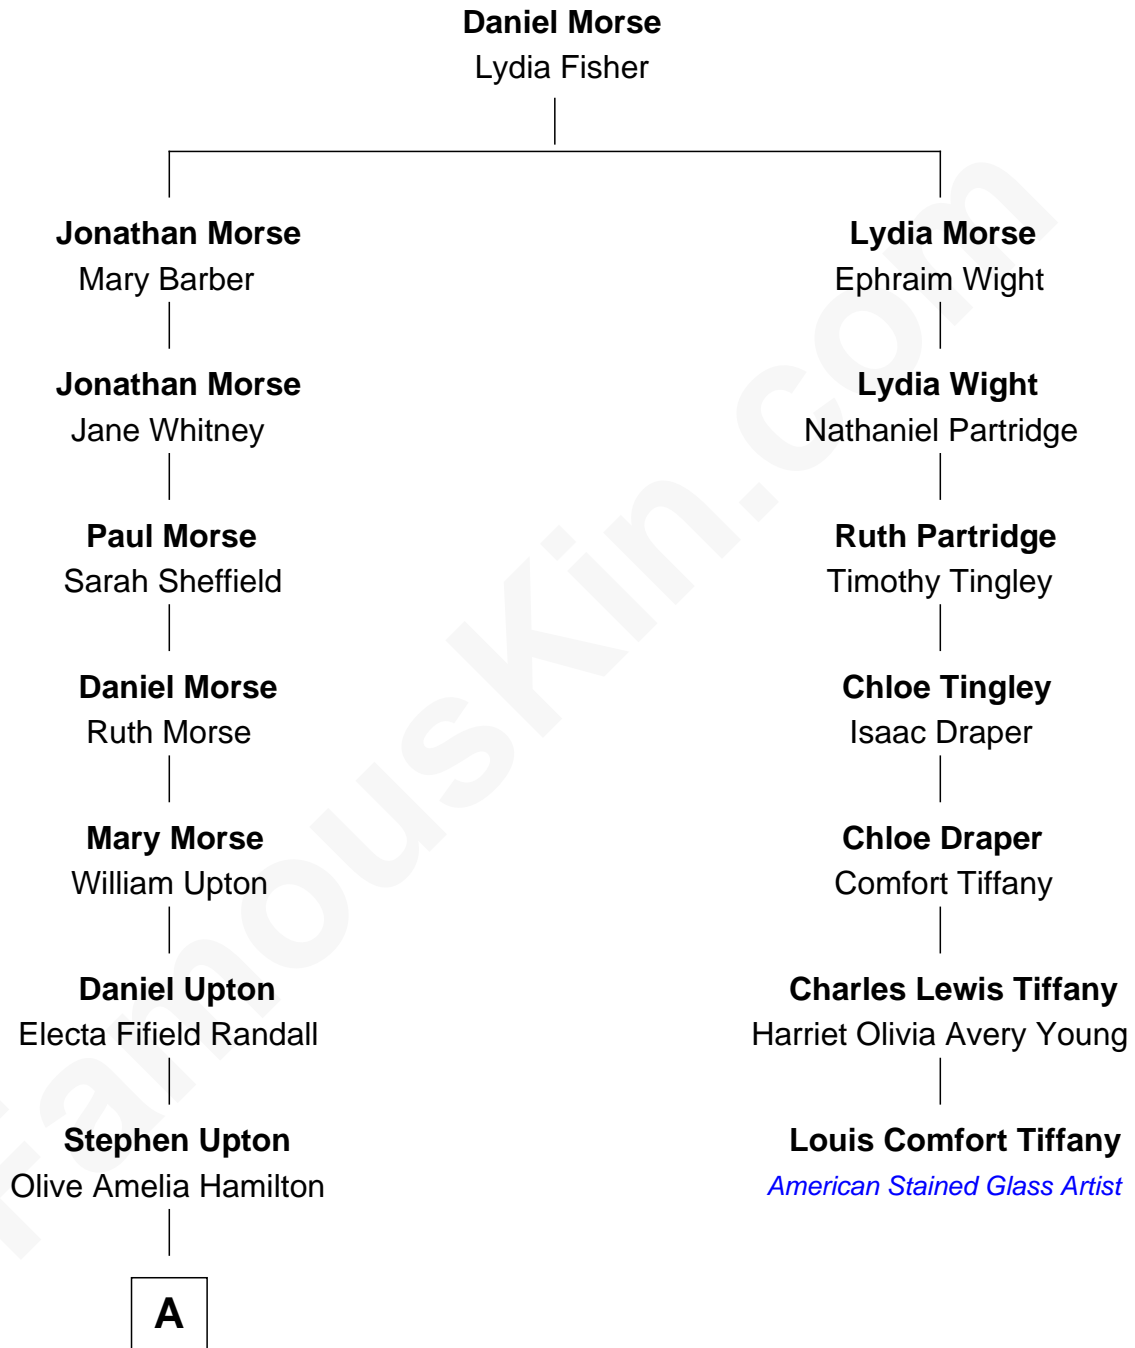 Daniel Morse
Lydia Fisher
Jonathan Morse
Mary Barber
Lydia Morse
Ephraim Wight
Jonathan Morse
Jane Whitney
Lydia Wight
Nathaniel Partridge
Paul Morse
Sarah Sheffield
Ruth Partridge
Timothy Tingley
Daniel Morse
Ruth Morse
Chloe Tingley
Isaac Draper
Mary Morse
William Upton
Chloe Draper
Comfort Tiffany
Daniel Upton
Electa Fifield Randall
Charles Lewis Tiffany
Harriet Olivia Avery Young
Stephen Upton
Olive Amelia Hamilton
Louis Comfort Tiffany
American Stained Glass Artist
A
FamousKin.com